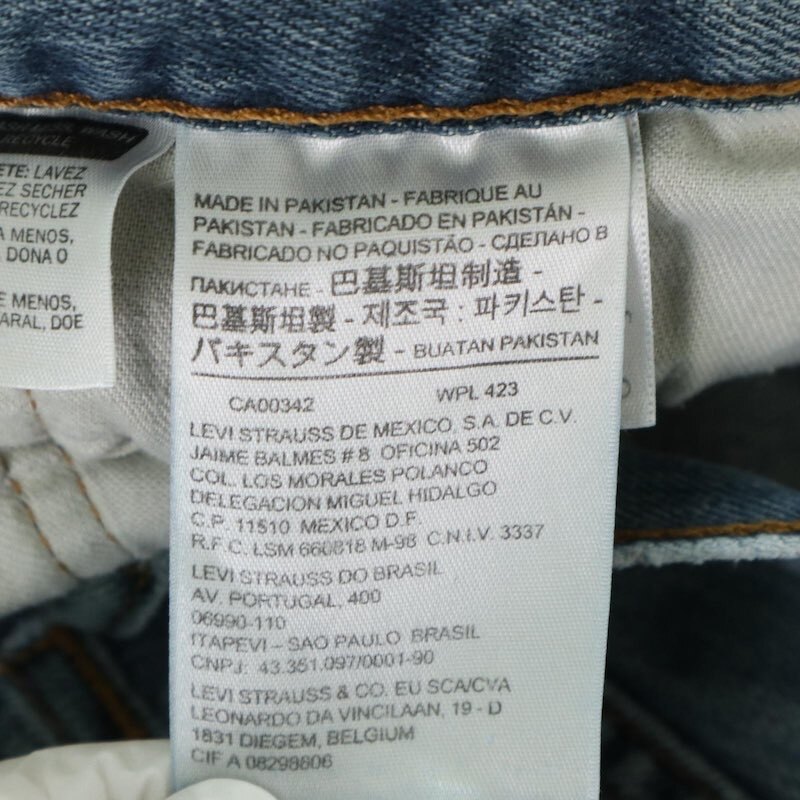 WASH
RECYCLE
ETE: LAVEZ
EZ SECHER
RECYCLEZ
A MENOS,
DONA O
E MENOS,
ARAL, DOE
MADE IN PAKISTAN - FABRIQUE AU
PAKISTAN - FABRICADO EN PAKISTÁN -
FABRICADO NO PAQUISTÃO - СДЕЛАНО В
ПАКИСТАНЕ - 巴基斯坦制造 -
巴基斯坦製 - 제조국 : 파키스탄 -
パキスタン製 - BUATAN PAKISTAN
CA00342 WPL 423
LEVI STRAUSS DE MEXICO, S.A. DE C.V.
JAIME BALMES # 8 OFICINA 502
COL. LOS MORALES POLANCO
DELEGACION MIGUEL HIDALGO
C.P. 11510 MEXICO D.F.
R.F.C. LSM 660818 M-98 C.N.I.V. 3337
LEVI STRAUSS DO BRASIL
AV. PORTUGAL, 400
06990-110
ITAPEVI – SAO PAULO BRASIL
CNPJ: 43.351.097/0001-90
LEVI STRAUSS & CO. EU SCA/CVA
LEONARDO DA VINCILAAN, 19 - D
1831 DIEGEM, BELGIUM
CIF A 08298606